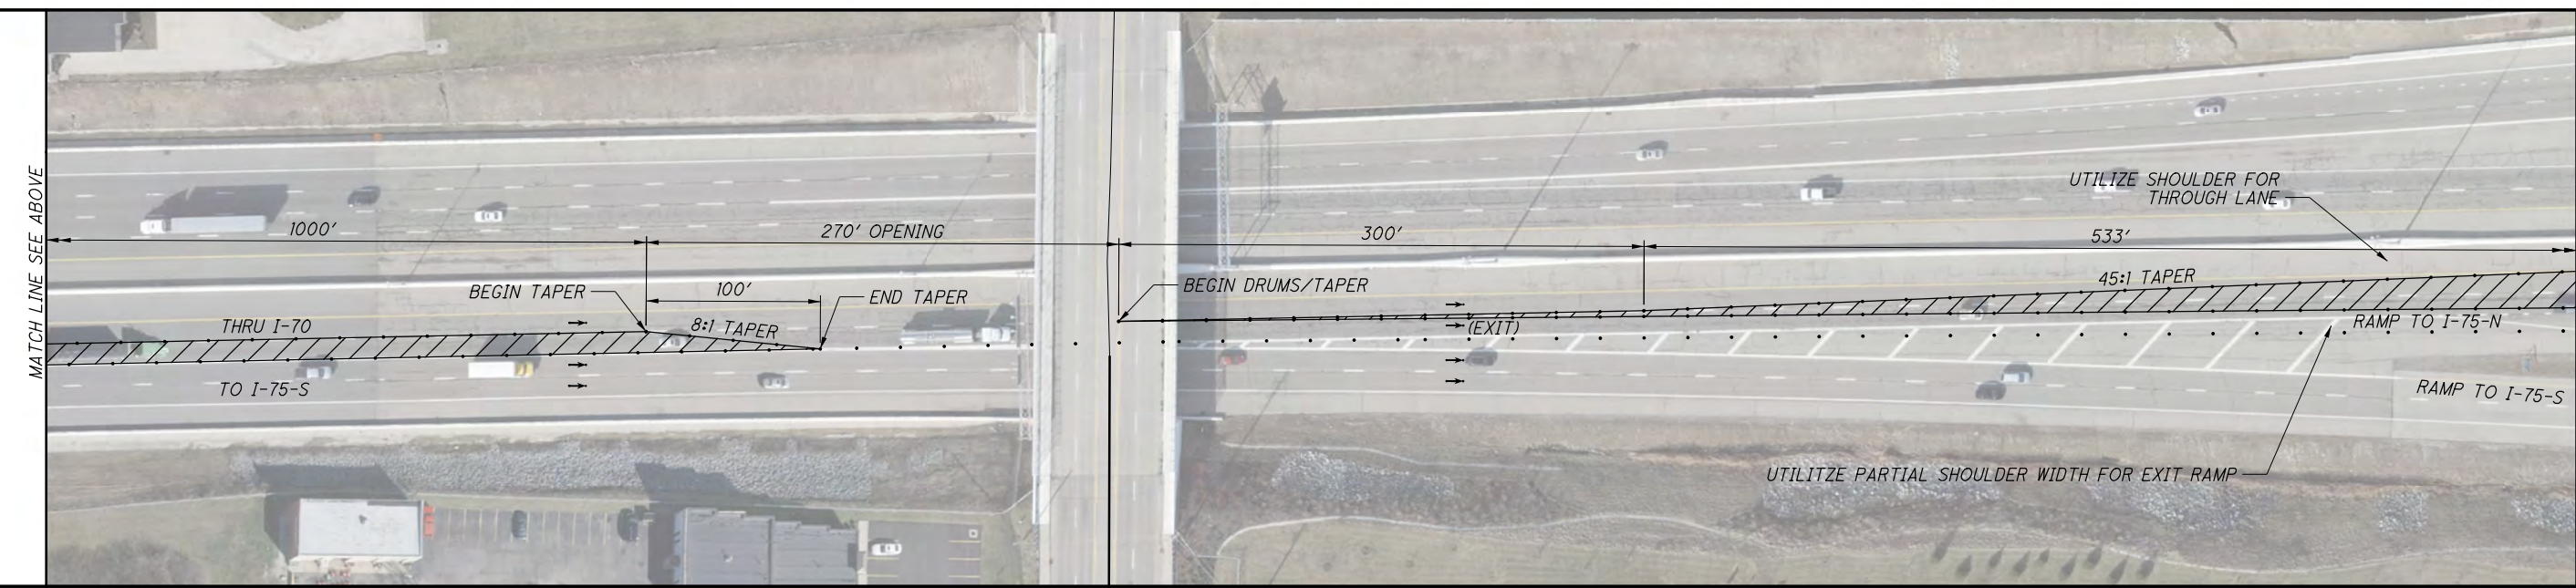 MATCH LINE SEE ABOVE
1000'
270' OPENING
300'
533'
UTILIZE SHOULDER FOR
THROUGH LANE
BEGIN TAPER
100'
END TAPER
BEGIN DRUMS/TAPER
45:1 TAPER
THRU I-70
8:1 TAPER
(EXIT)
RAMP TO I-75-N
TO I-75-S
RAMP TO I-75-S
UTILITZE PARTIAL SHOULDER WIDTH FOR EXIT RAMP